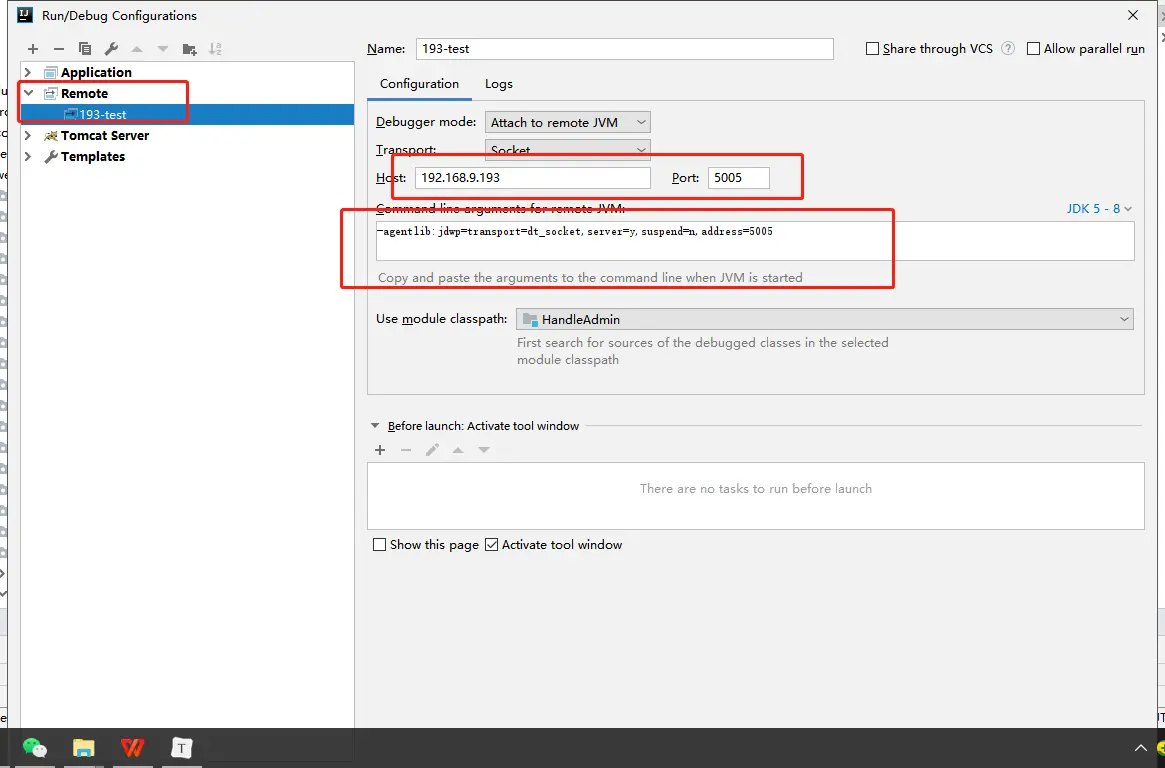 Run/Debug Configurations
Name: 193-test Share through VCS Allow parallel run
Application
Remote
193-test
Tomcat Server
Templates
Configuration Logs
Debugger mode: Attach to remote JVM
Transport: Socket
Host: 192.168.9.193 Port: 5005
Command line arguments for remote JVM: JDK 5 - 8
-agentlib:jdwp=transport=dt_socket,server=y,suspend=n,address=5005
Copy and paste the arguments to the command line when JVM is started
Use module classpath: HandleAdmin
First search for sources of the debugged classes in the selected
module classpath
Before launch: Activate tool window
There are no tasks to run before launch
Show this page Activate tool window